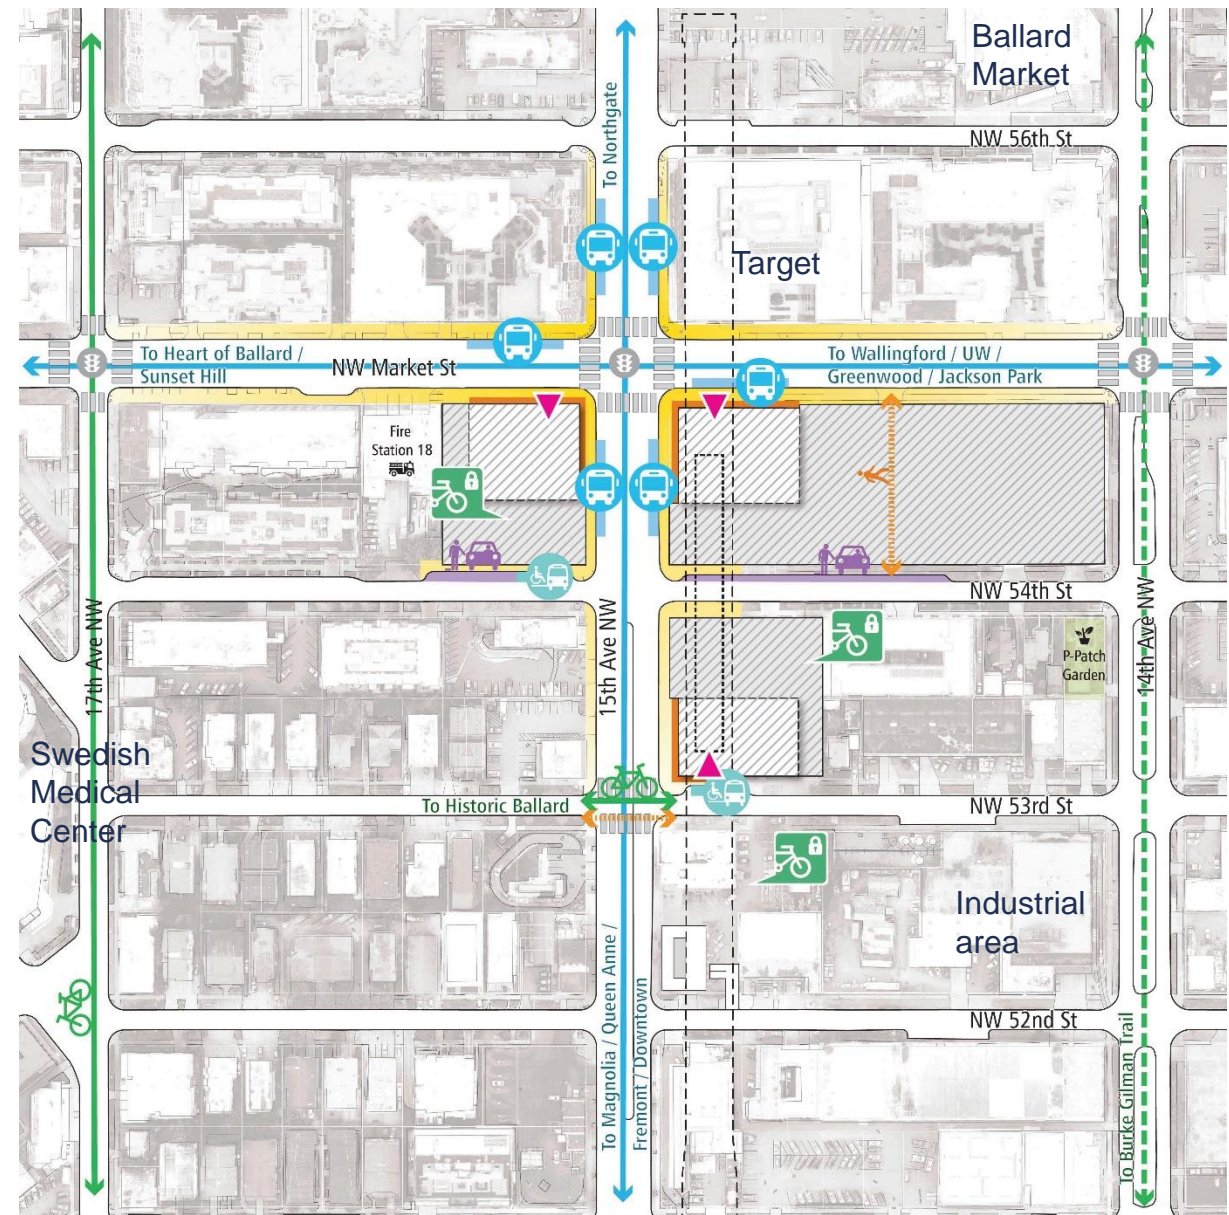 Ballard
Market
To Northgate
NW 56th St
Target
To Heart of Ballard /
Sunset Hill
NW Market St
To Wallingford / UW /
Greenwood / Jackson Park
Fire
Station 18
NW 54th St
17th Ave NW
15th Ave NW
14th Ave NW
P-Patch
Garden
Swedish
Medical
Center
To Historic Ballard
NW 53rd St
Industrial
area
NW 52nd St
To Magnolia / Queen Anne /
Fremont / Downtown
To Burke Gilman Trail